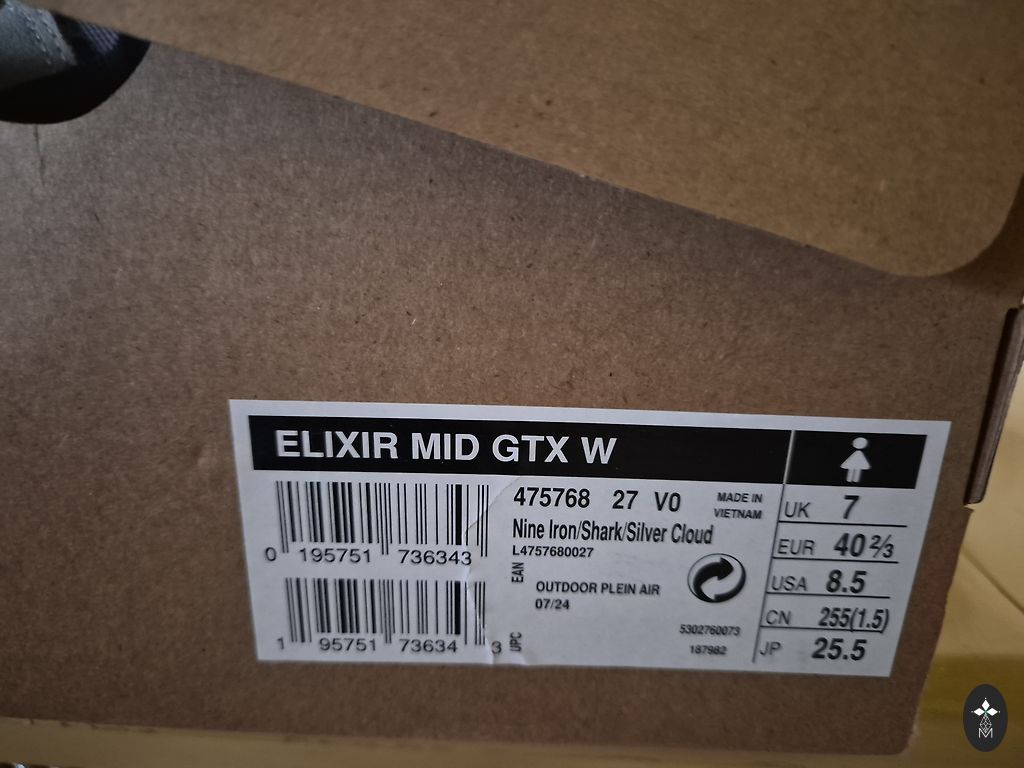 ELIXIR MID GTX W
475768 27 V0
MADE IN
VIETNAM
Nine Iron/Shark/Silver Cloud
L4757680027
0 195751 736343
EAN
OUTDOOR PLEIN AIR
07/24
1 95751 73634 3
UPC
5302760073
187982
UK 7
EUR 40 2/3
USA 8.5
CN 255(1.5)
JP 25.5
M